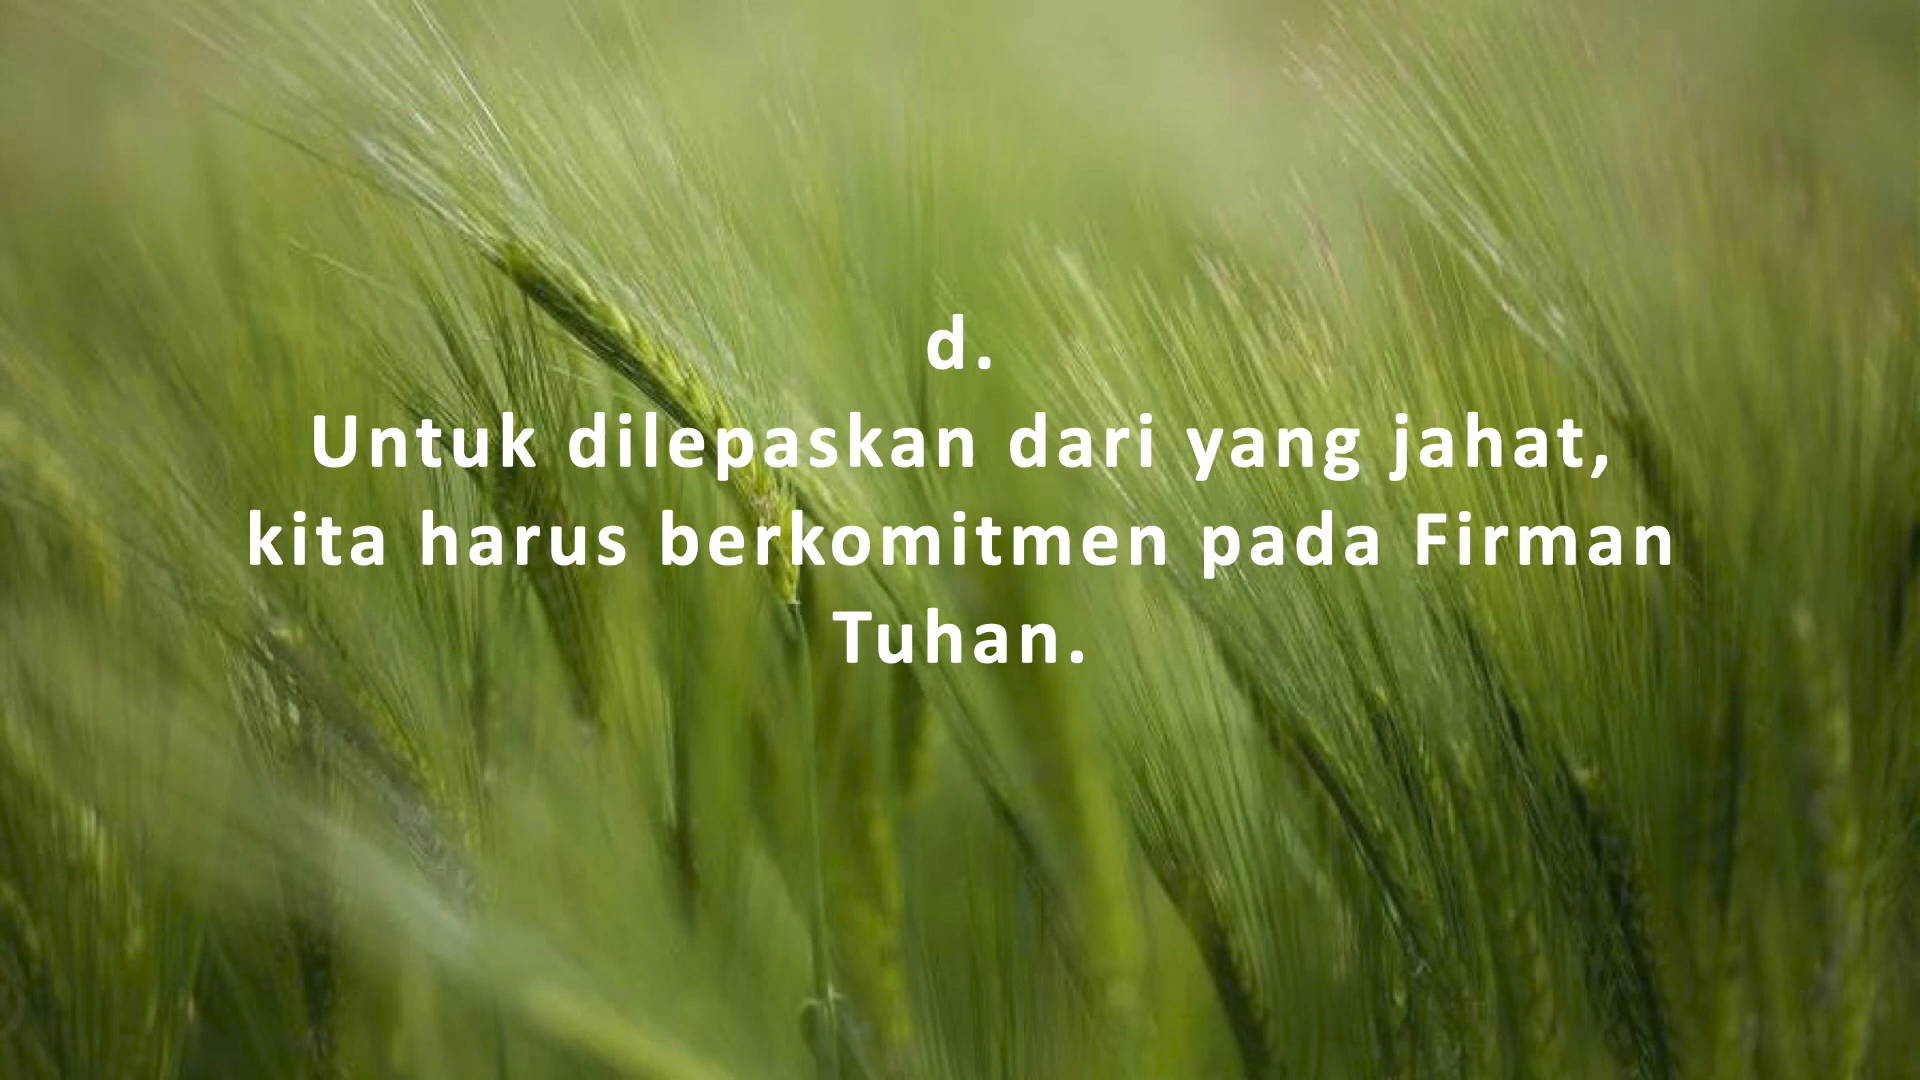 d.
Untuk dilepaskan dari yang jahat,
kita harus berkomitmen pada Firman
Tuhan.